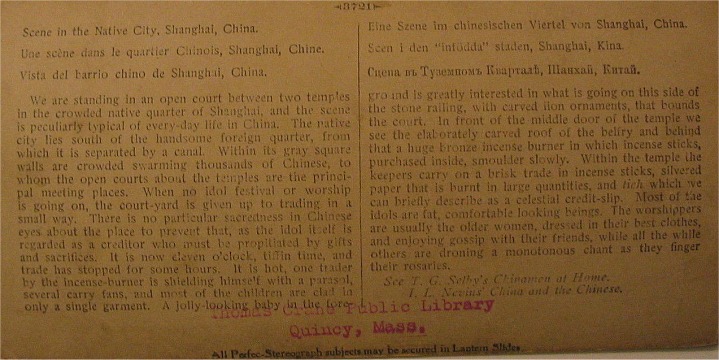 3721
Scene in the Native City, Shanghai, China.
Une scène dans le quartier Chinois, Shanghai, Chine.
Vista del barrio chino de Shanghai, China.
We are standing in an open court between two temples
in the crowded native quarter of Shanghai, and the scene
is peculiarly typical of every-day life in China. The native
city lies south of the handsome foreign quarter, from
which it is separated by a canal. Within its gray square
walls are crowded swarming thousands of Chinese, to
whom the open courts about the temples are the princi-
pal meeting places. When no idol festival or worship
is going on, the court-yard is given up to trading in a
small way. There is no particular sacredness in Chinese
eyes about the place to prevent that, as the idol itself is
regarded as a creditor who must be propitiated by gifts
and sacrifices. It is now eleven o'clock, tiffin time, and
trade has stopped for some hours. It is hot, one trader
by the incense-burner is shielding himself with a parasol,
several carry fans, and most of the children are clad in
only a single garment. A jolly-looking baby in the fore-
Eine Szene im chinesischen Viertel von Shanghai, China.
Scen i den "infödda" staden, Shanghai, Kina.
Сцена въ Туземномъ Кварталѣ, Шанхай, Китай.
ground is greatly interested in what is going on this side of
the stone railing, with carved lion ornaments, that bounds
the court. In front of the middle door of the temple we
see the elaborately carved roof of the belfry and behind
that a huge bronze incense burner in which incense sticks,
purchased inside, smoulder slowly. Within the temple the
keepers carry on a brisk trade in incense sticks, silvered
paper that is burnt in large quantities, and tieh which we
can briefly describe as a celestial credit-slip. Most of the
idols are fat, comfortable looking beings. The worshippers
are usually the older women, dressed in their best clothes,
and enjoying gossip with their friends, while all the while
others are droning a monotonous chant as they finger
their rosaries.
See T. G. Selby's Chinamen at Home.
I. L. Nevins' China and the Chinese.
Thomas Crane Public Library
Quincy, Mass.
All Perfec-Stereograph subjects may be secured in Lantern Slides.